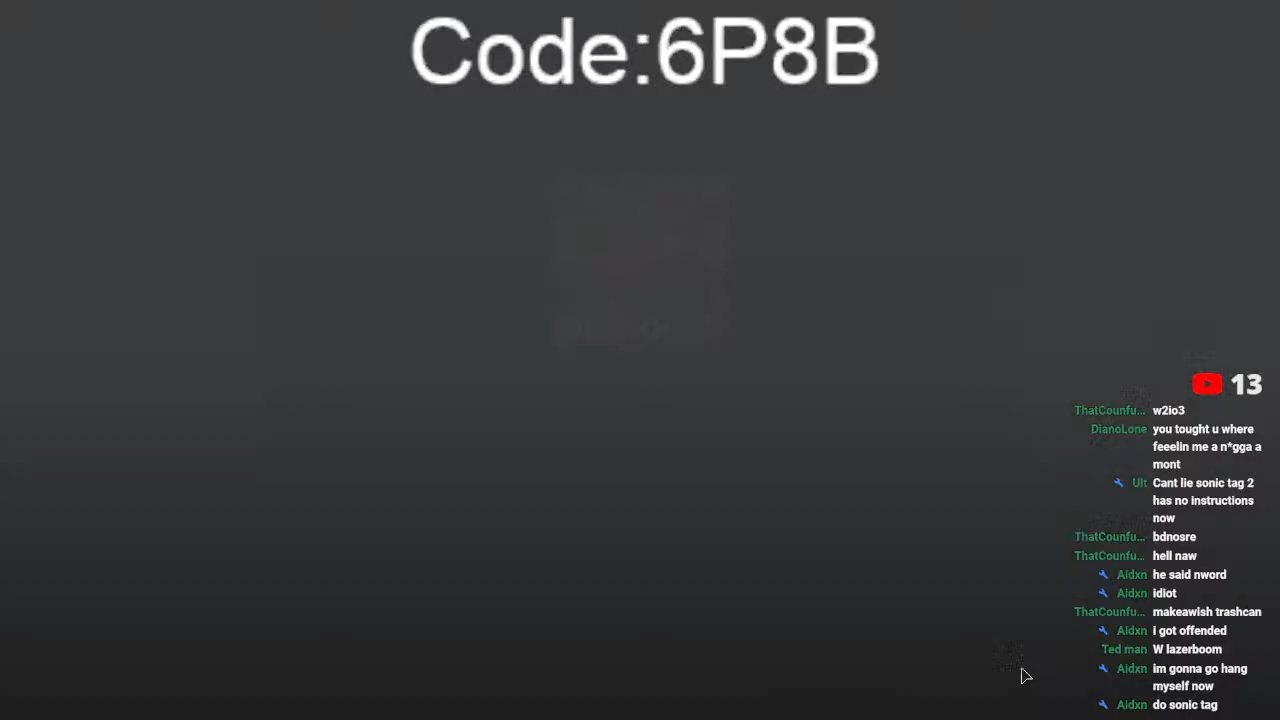 Code:6P8B
13
ThatCounfu... w2io3
DianoLone you tought u where
feeelin me a n*gga a
mont
Ult Cant lie sonic tag 2
has no instructions
now
ThatCounfu... bdnosre
ThatCounfu... hell naw
Aidxn he said nword
Aidxn idiot
ThatCounfu... makeawish trashcan
Aidxn i got offended
Ted man W lazerboom
Aidxn im gonna go hang
myself now
Aidxn do sonic tag